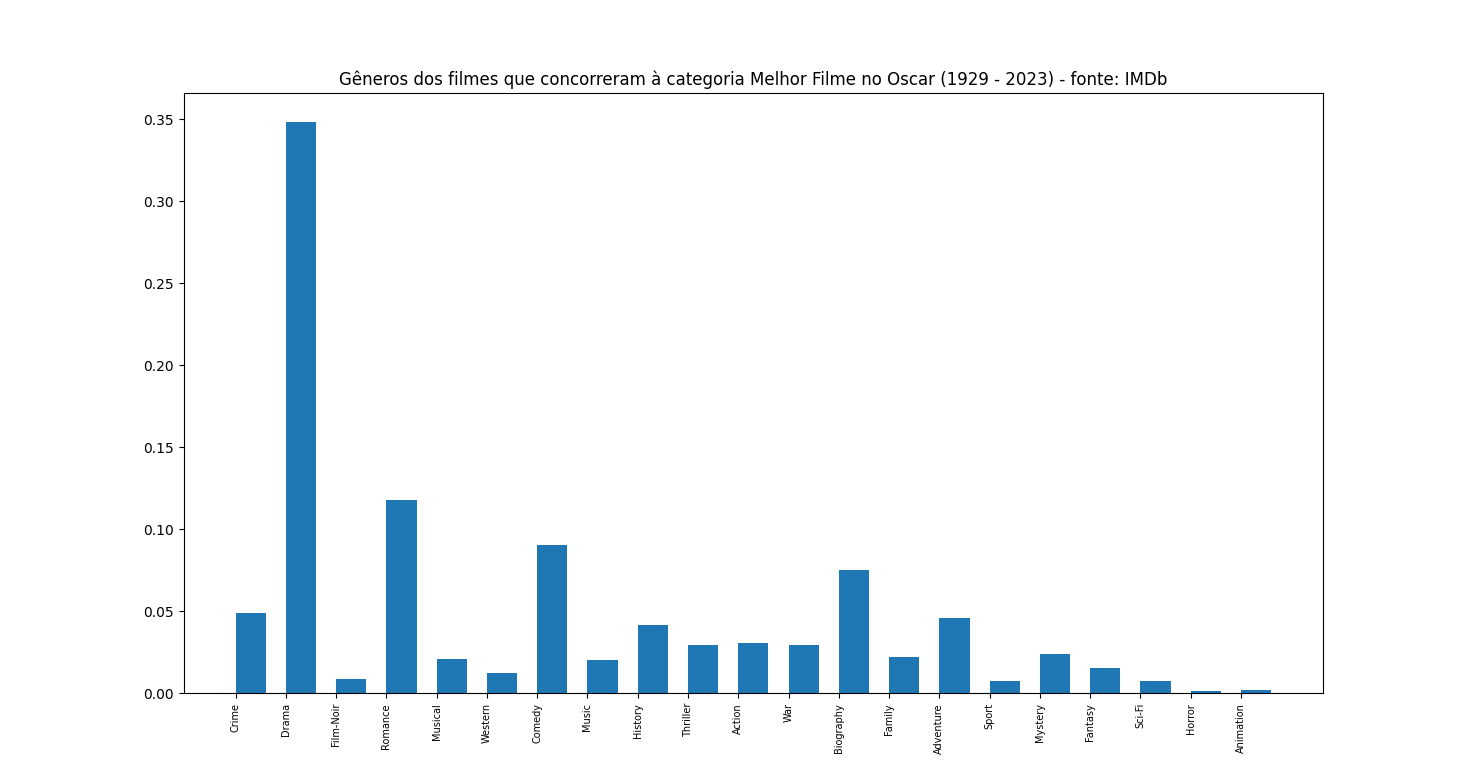 Gêneros dos filmes que concorreram à categoria Melhor Filme no Oscar (1929 - 2023) - fonte: IMDb
0.35
0.30
0.25
0.20
0.15
0.10
0.05
0.00
Crime
Drama
Film-Noir
Romance
Musical
Western
Comedy
Music
History
Thriller
Action
War
Biography
Family
Adventure
Sport
Mystery
Fantasy
Sci-Fi
Horror
Animation